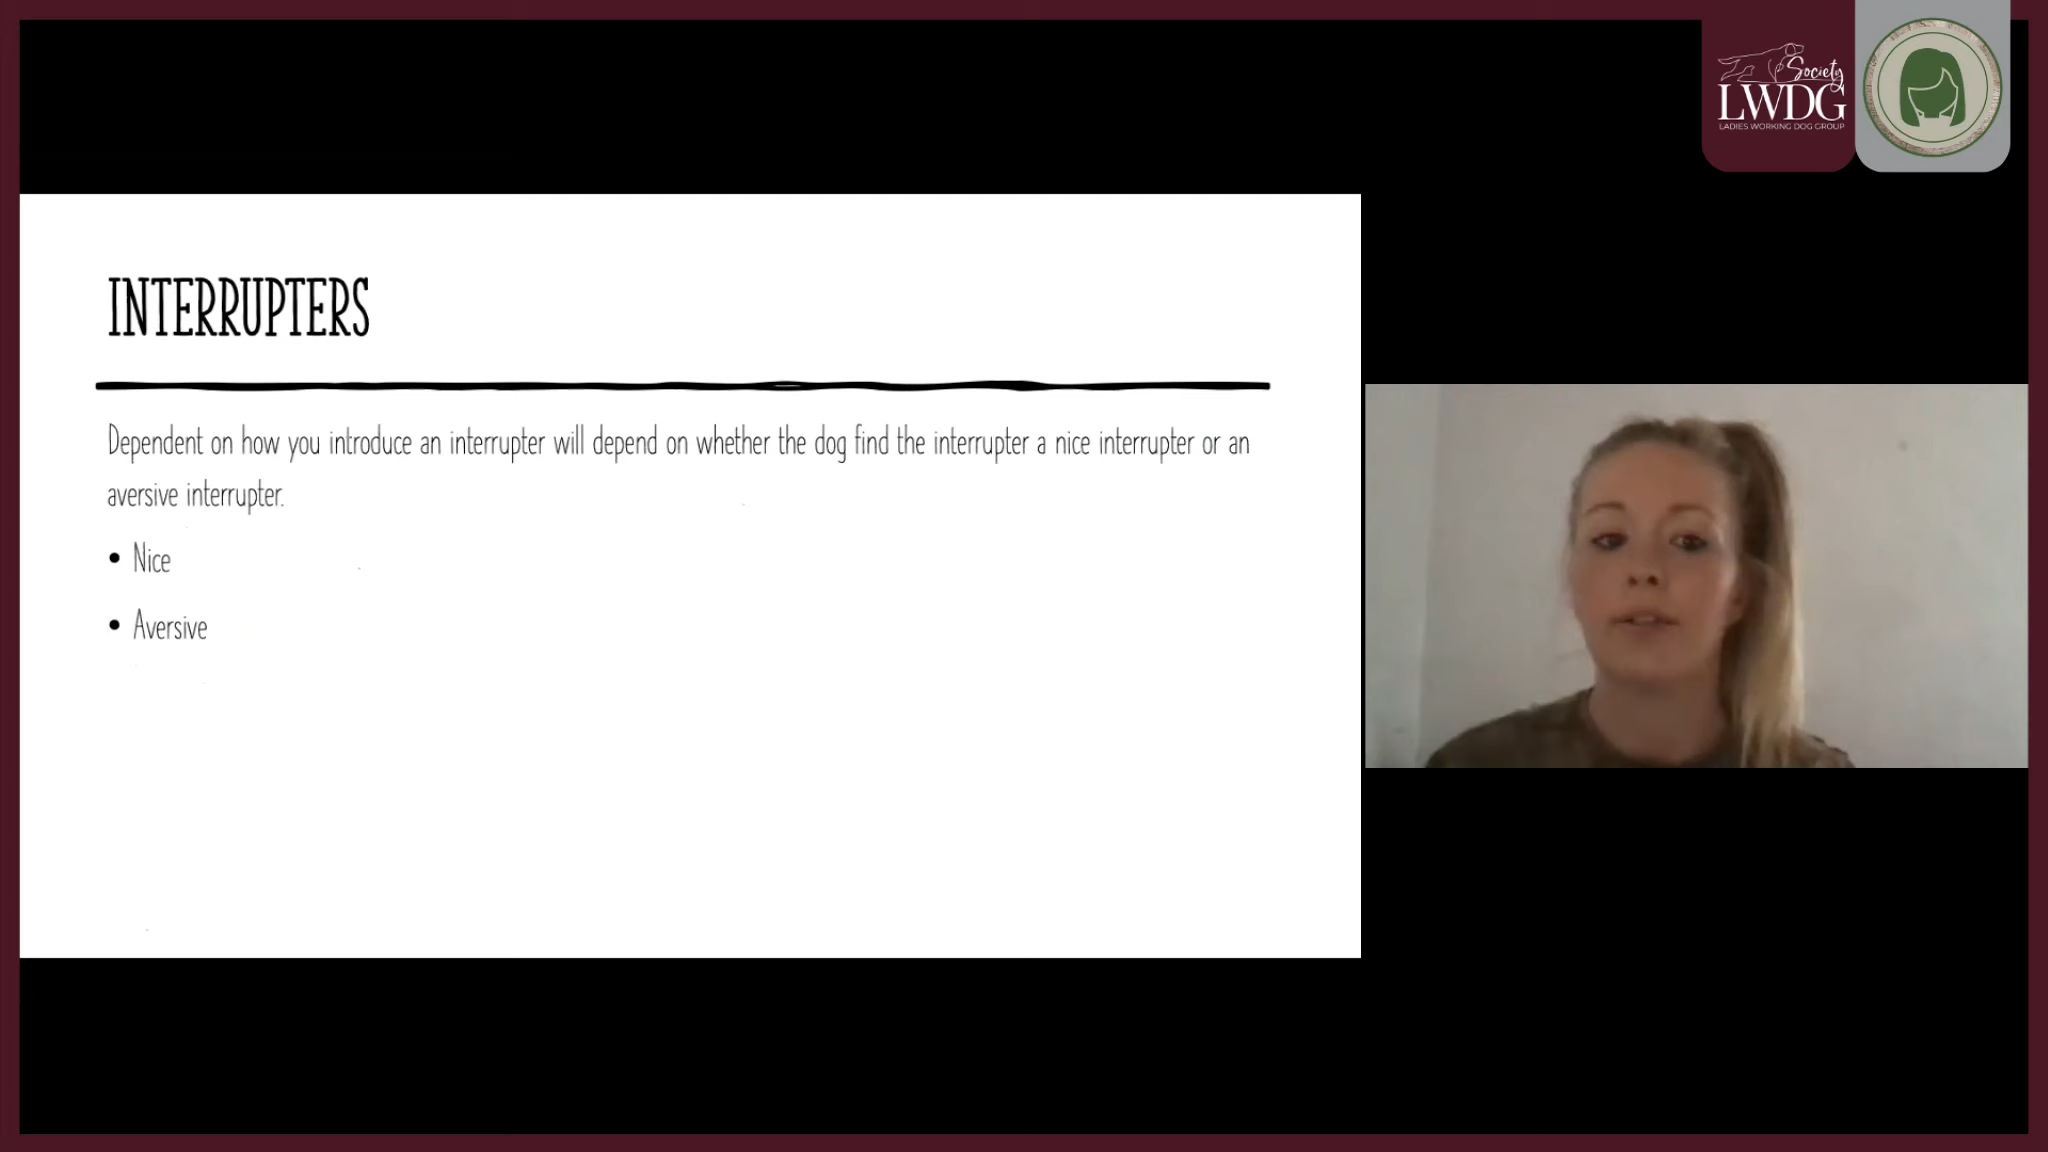 Society
LWDG
LADIES WORKING DOG GROUP
INTERRUPTERS
Dependent on how you introduce an interrupter will depend on whether the dog find the interrupter a nice interrupter or an
aversive interrupter.
• Nice
• Aversive